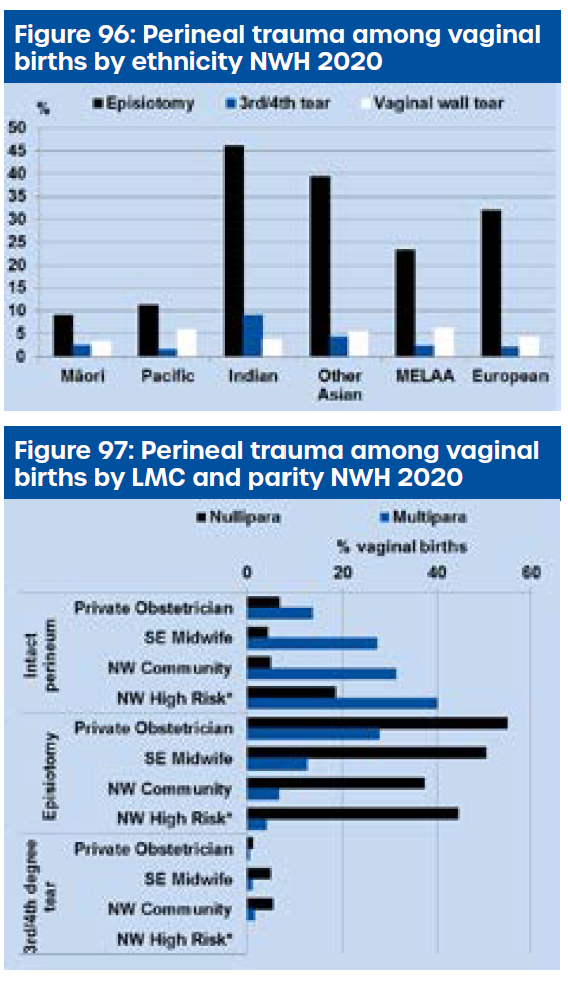 Figure 96: Perineal trauma among vaginal
births by ethnicity NWH 2020
%
Episiotomy 3rd/4th tear Vaginal wall tear
50
45
40
35
30
25
20
15
10
5
0
Māori Pacific Indian Other MELAA European
Asian
Figure 97: Perineal trauma among vaginal
births by LMC and parity NWH 2020
Nullipara Multipara
% vaginal births
0 20 40 60
Intact
perineum
Private Obstetrician
SE Midwife
NW Community
NW High Risk*
Episiotomy
Private Obstetrician
SE Midwife
NW Community
NW High Risk*
3rd/4th degree
tear
Private Obstetrician
SE Midwife
NW Community
NW High Risk*